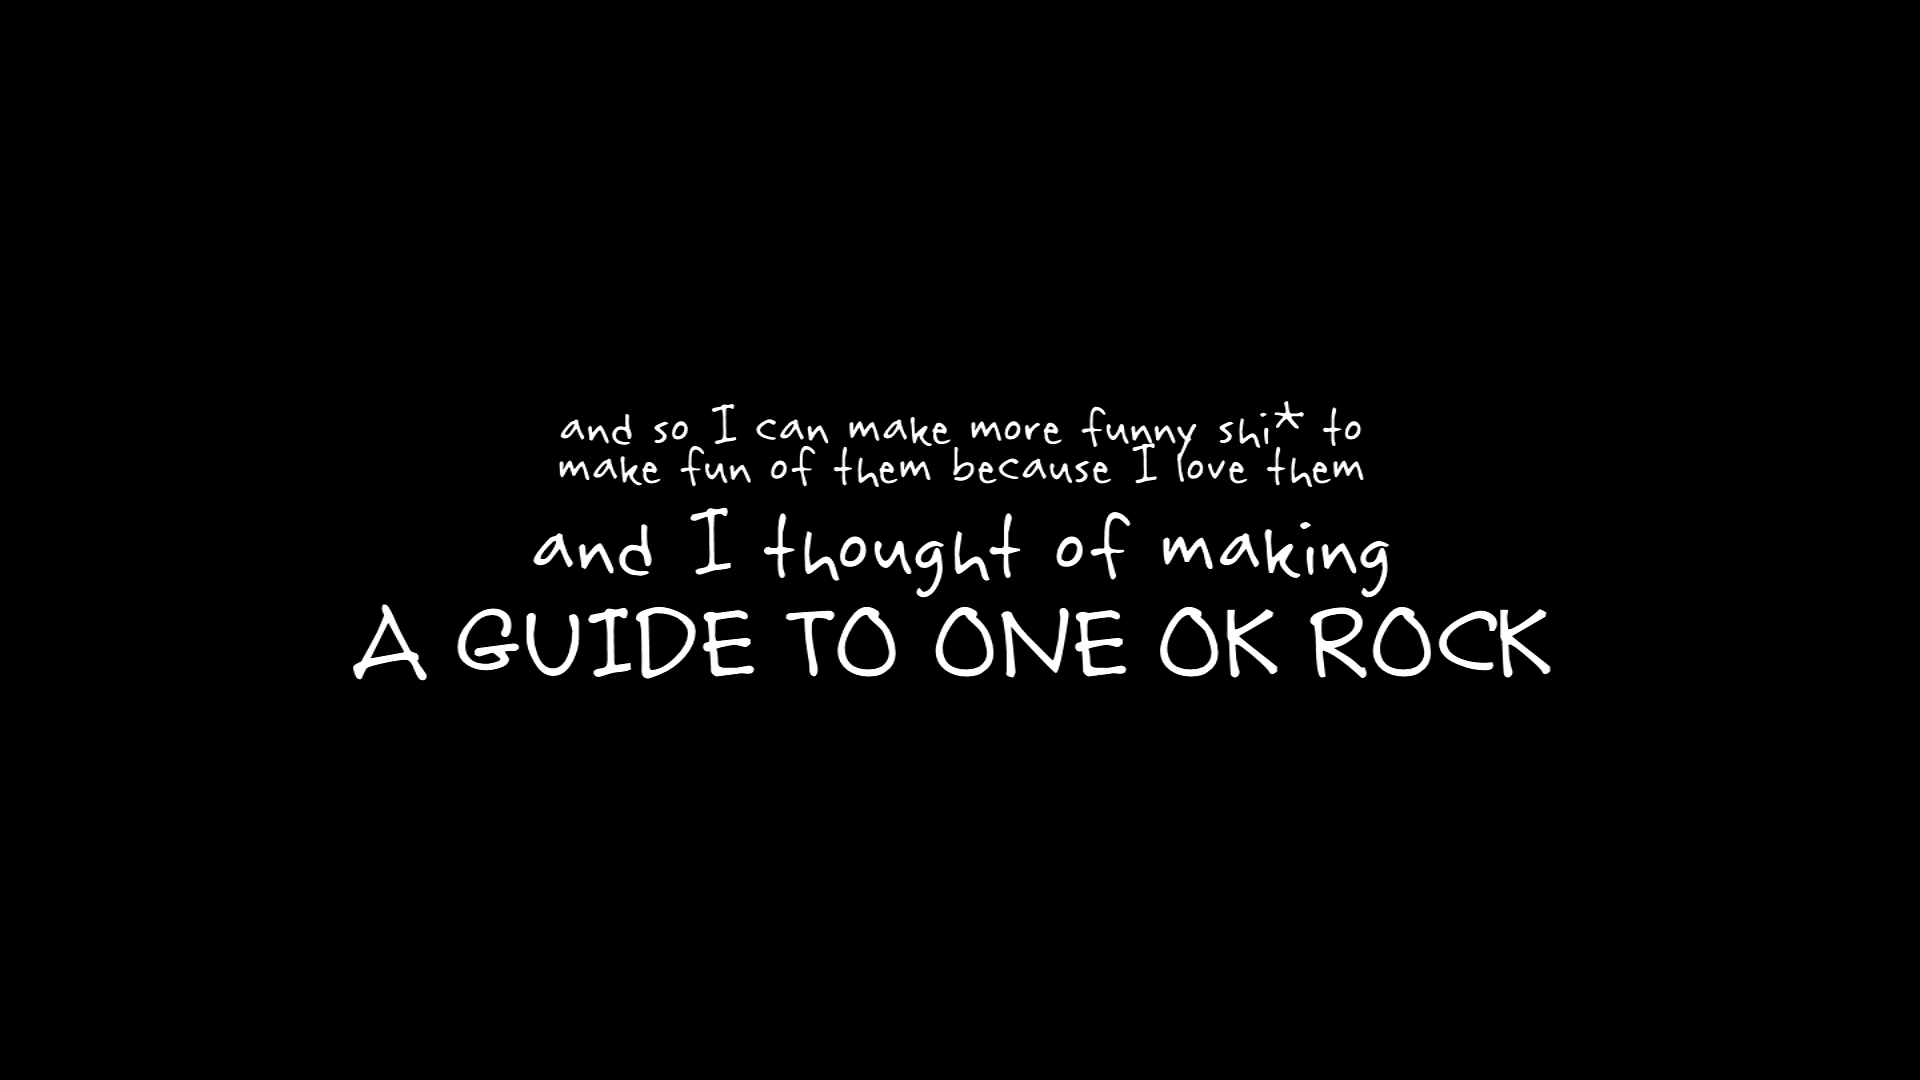 and so I can make more funny shi* to
make fun of them because I love them
and I thought of making
A GUIDE TO ONE OK ROCK